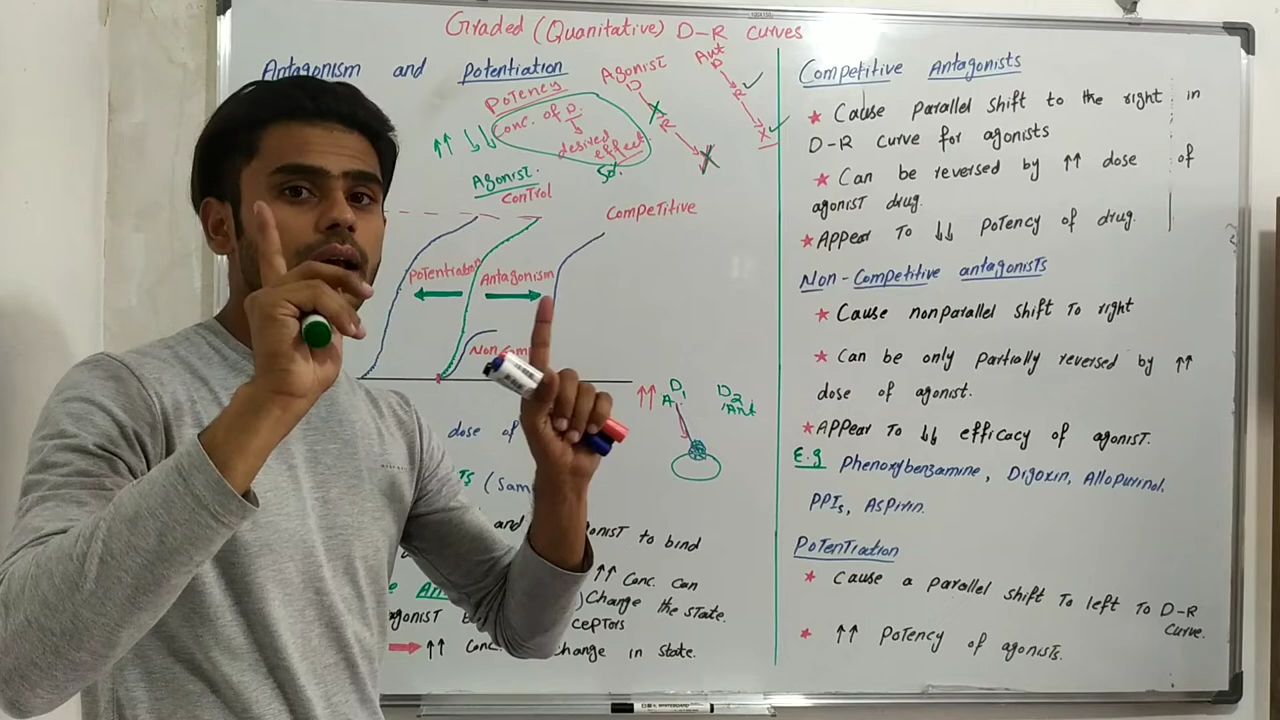 Graded (Quanitative) D-R curves
Antagonism and Potentiation
Potency
Conc. of D.
desired
effect
50%
Agonist.
Control
Agonist
D
R
X
Ant
D
R
X
Competitive
Potentiation
Antagonism
Non
D1
A.
D2
Ant
dose of
(Sam
and
onist to bind
↑↑ Conc. can
Change the state.
agonist
ceptors
↑↑ Conc.
change in state.
Competitive Antagonists
* Cause parallel shift to the right in
D-R curve for agonists
* Can be reversed by ↑↑ dose of
agonist drug.
* Appear to ↓↓ potency of drug.
Non-Competitive antagonists
* Cause nonparallel shift to right
* Can be only partially reversed by ↑↑
dose of agonist.
* Appear to ↓↓ efficacy of agonist.
E.g Phenoxybenzamine, Digoxin, Allopurinol,
PPIs, Aspirin.
Potentiation
* Cause a parallel shift to left to D-R
curve.
* ↑↑ Potency of agonists.